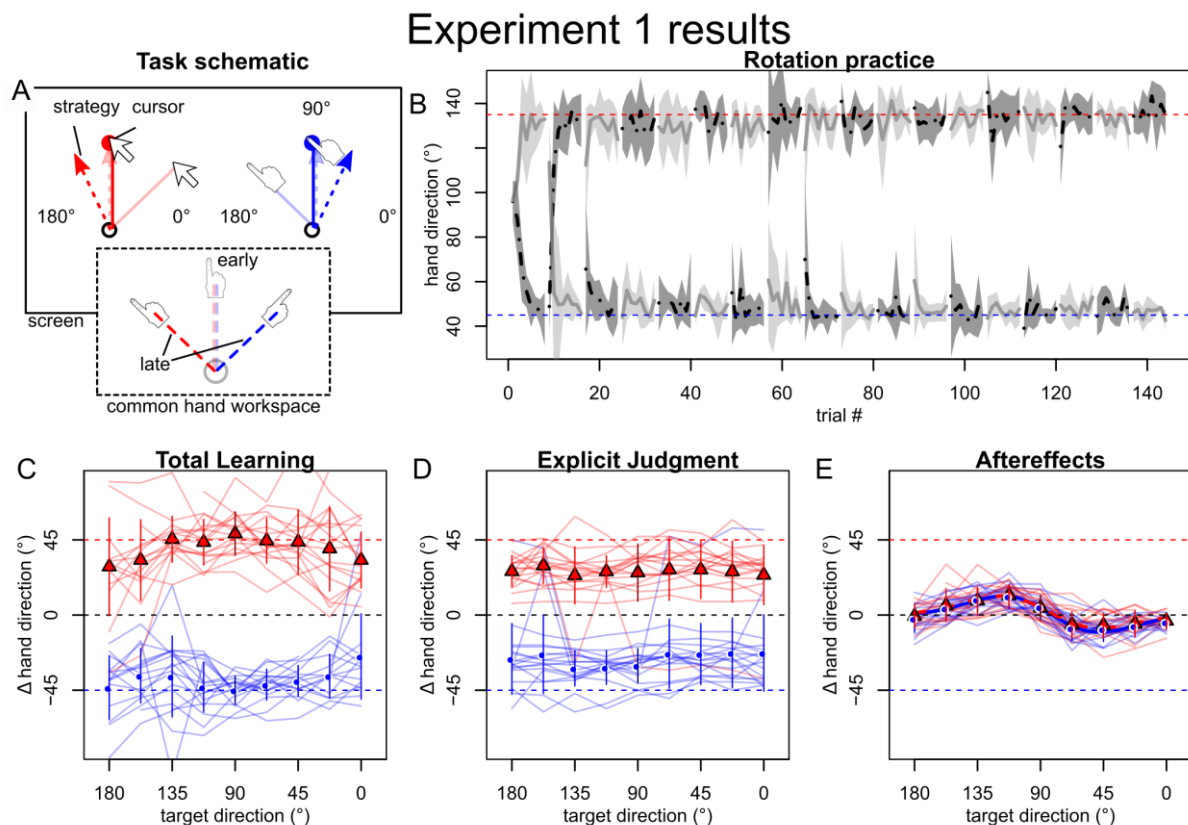 Experiment 1 results
Task schematic
Rotation practice
A
strategy
cursor
90°
180°
0°
180°
0°
early
screen
late
common hand workspace
B
hand direction (°)
140
120
100
80
60
40
0 20 40 60 80 100 120 140
trial #
C
Total Learning
Δ hand direction (°)
45
0
−45
180 135 90 45 0
target direction (°)
D
Explicit Judgment
Δ hand direction (°)
45
0
−45
180 135 90 45 0
target direction (°)
E
Aftereffects
Δ hand direction (°)
45
0
−45
180 135 90 45 0
target direction (°)